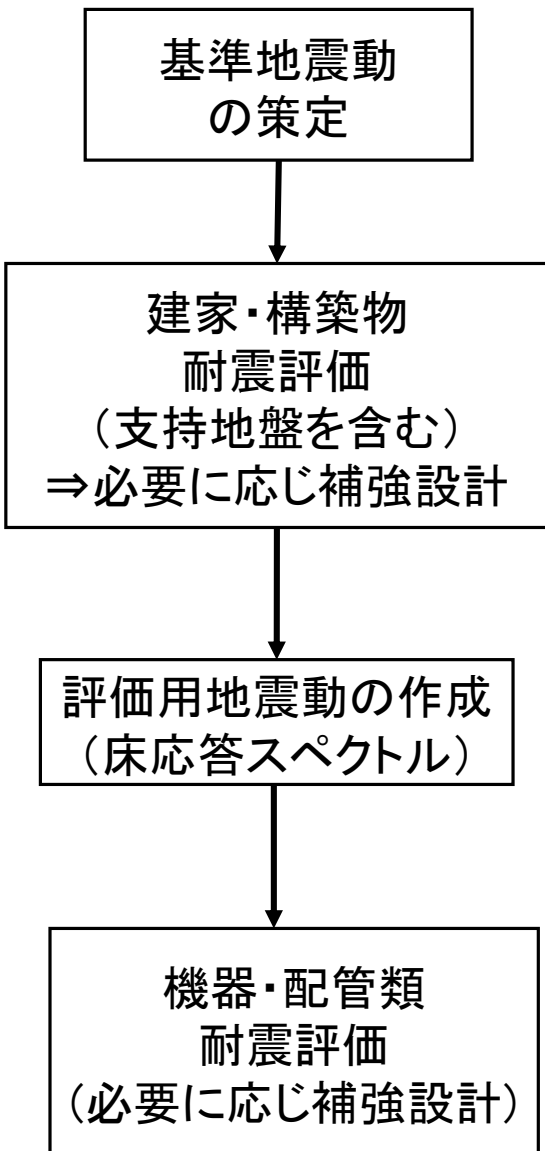 基準地震動
の策定
建家・構築物
耐震評価
（支持地盤を含む）
⇒必要に応じ補強設計
評価用地震動の作成
（床応答スペクトル）
機器・配管類
耐震評価
（必要に応じ補強設計）